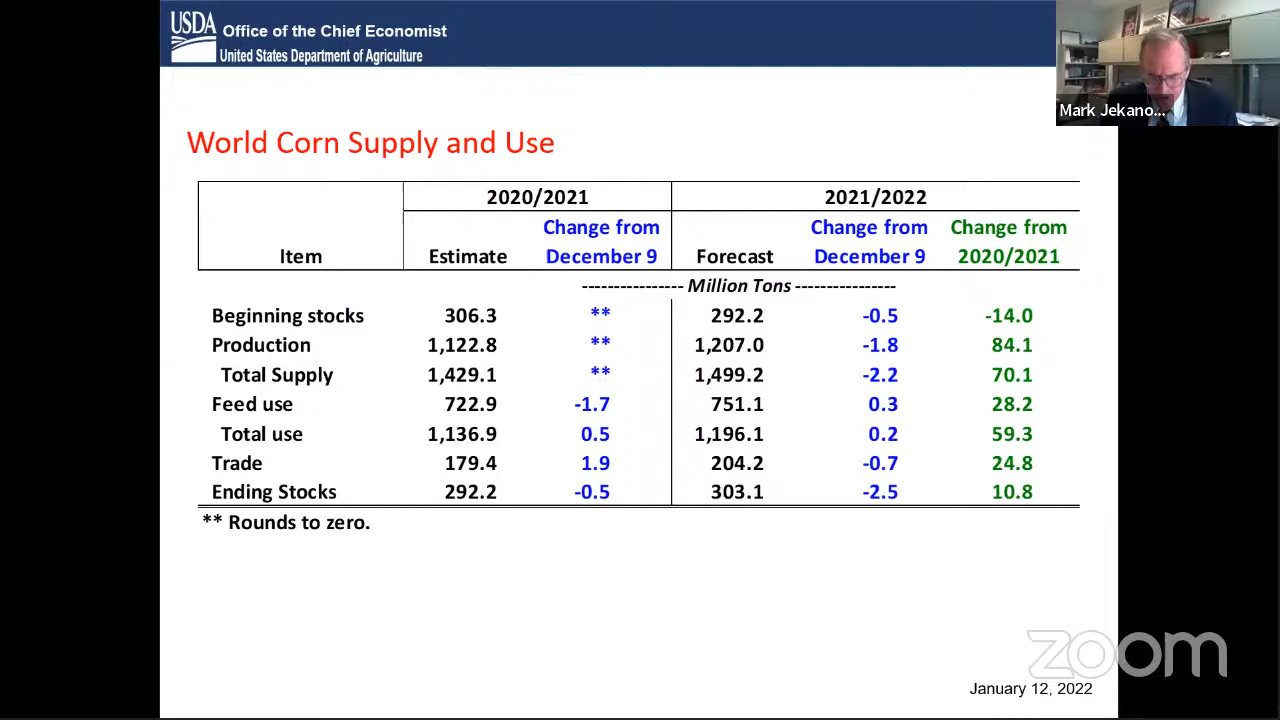 USDA Office of the Chief Economist
United States Department of Agriculture
Mark Jekano...
World Corn Supply and Use
2020/2021 2021/2022
Change from Change from Change from
Item Estimate December 9 Forecast December 9 2020/2021
---------------- Million Tons ----------------
Beginning stocks 306.3 ** 292.2 -0.5 -14.0
Production 1,122.8 ** 1,207.0 -1.8 84.1
Total Supply 1,429.1 ** 1,499.2 -2.2 70.1
Feed use 722.9 -1.7 751.1 0.3 28.2
Total use 1,136.9 0.5 1,196.1 0.2 59.3
Trade 179.4 1.9 204.2 -0.7 24.8
Ending Stocks 292.2 -0.5 303.1 -2.5 10.8
** Rounds to zero.
zoom
January 12, 2022